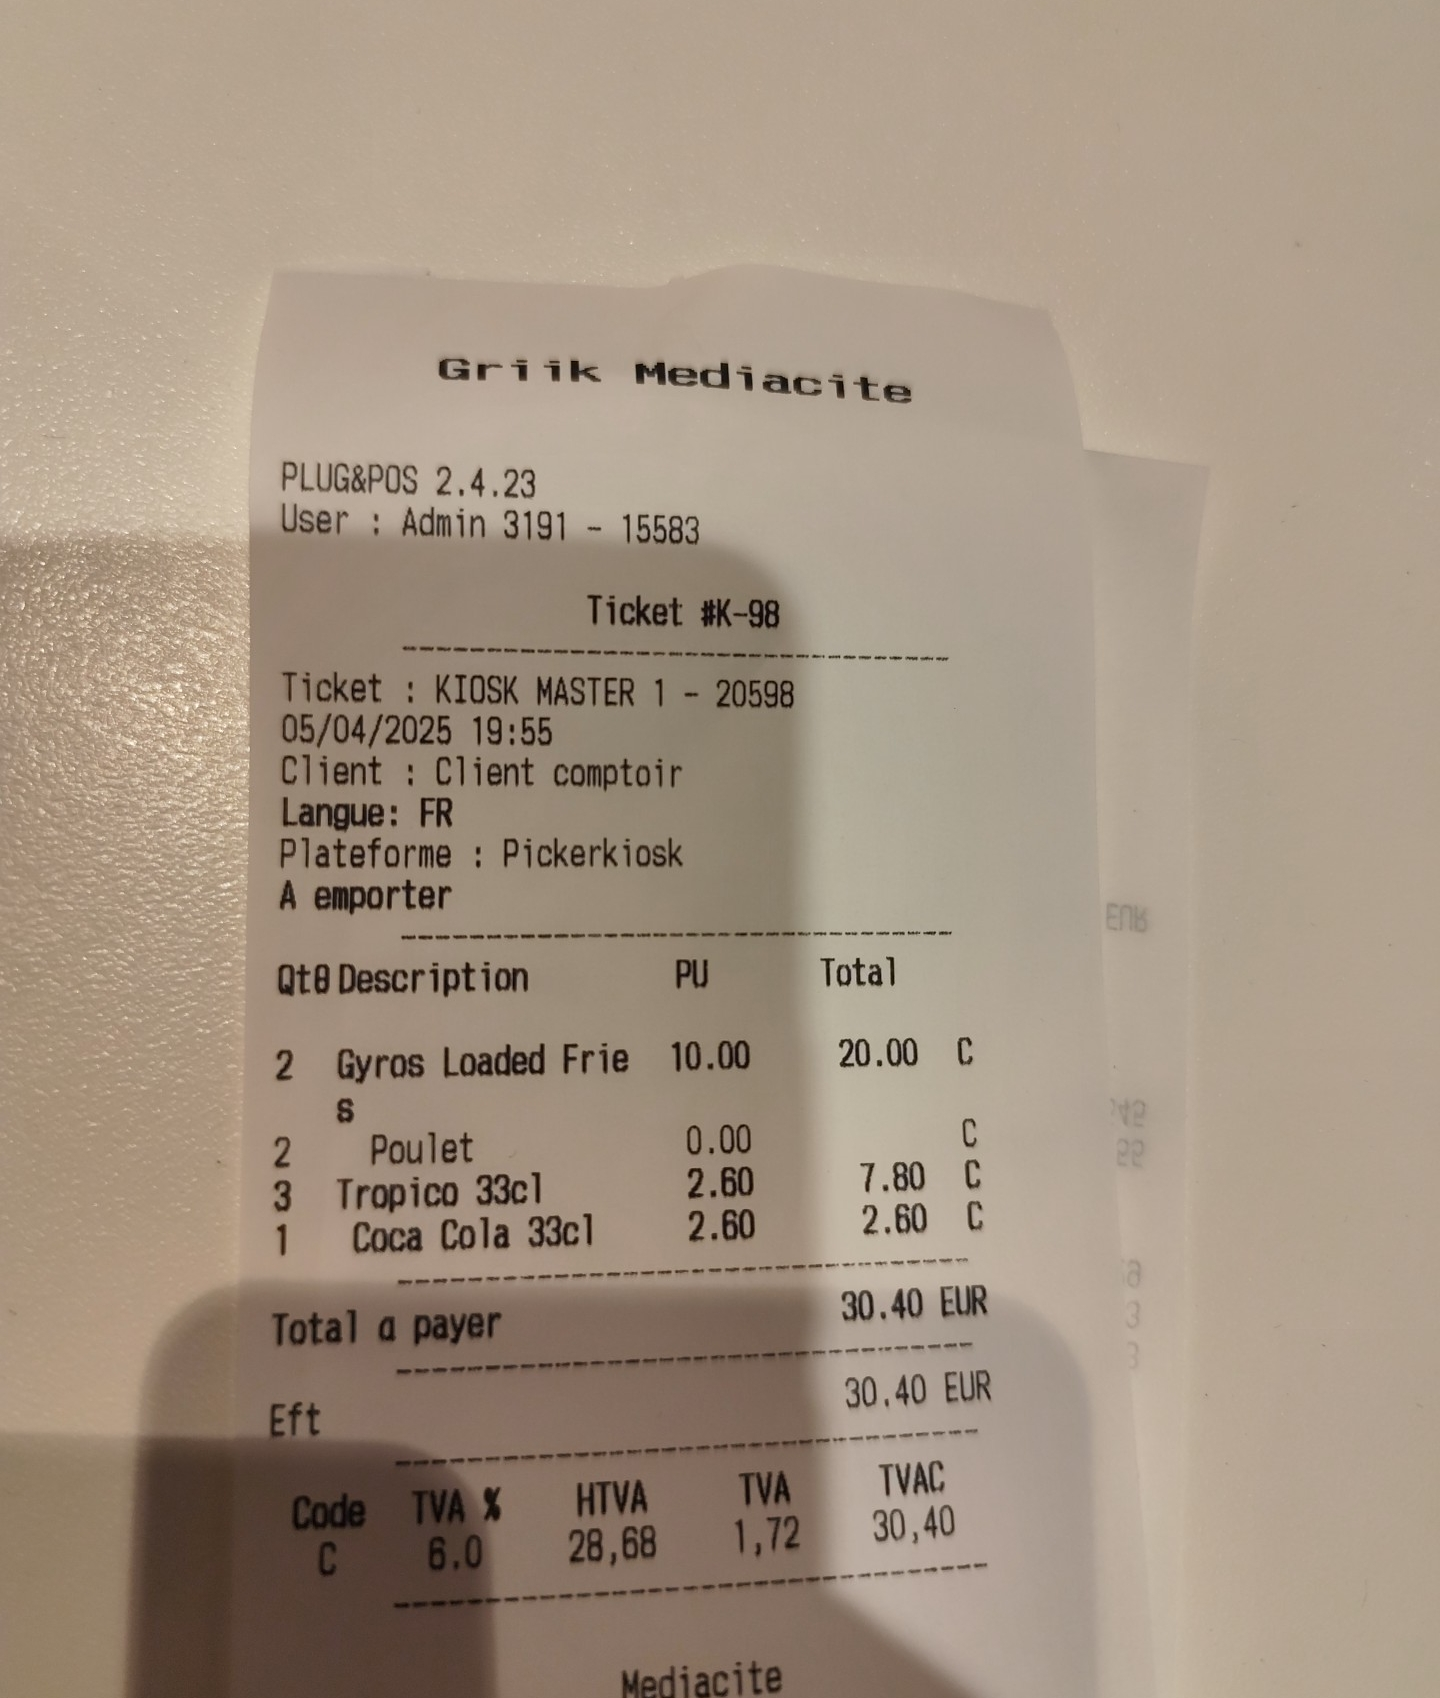 Griik Mediacite
PLUG&POS 2.4.23
User : Admin 3191 - 15583
Ticket #K-98
Ticket : KIOSK MASTER 1 - 20598
05/04/2025 19:55
Client : Client comptoir
Langue: FR
Plateforme : Pickerkiosk
A emporter
Qtθ Description PU Total
2 Gyros Loaded Frie 10.00 20.00 C
s
2 Poulet 0.00 C
3 Tropico 33cl 2.60 7.80 C
1 Coca Cola 33cl 2.60 2.60 C
Total a payer 30.40 EUR
Eft 30.40 EUR
Code TVA % HTVA TVA TVAC
C 6.0 28,68 1,72 30,40
Mediacite